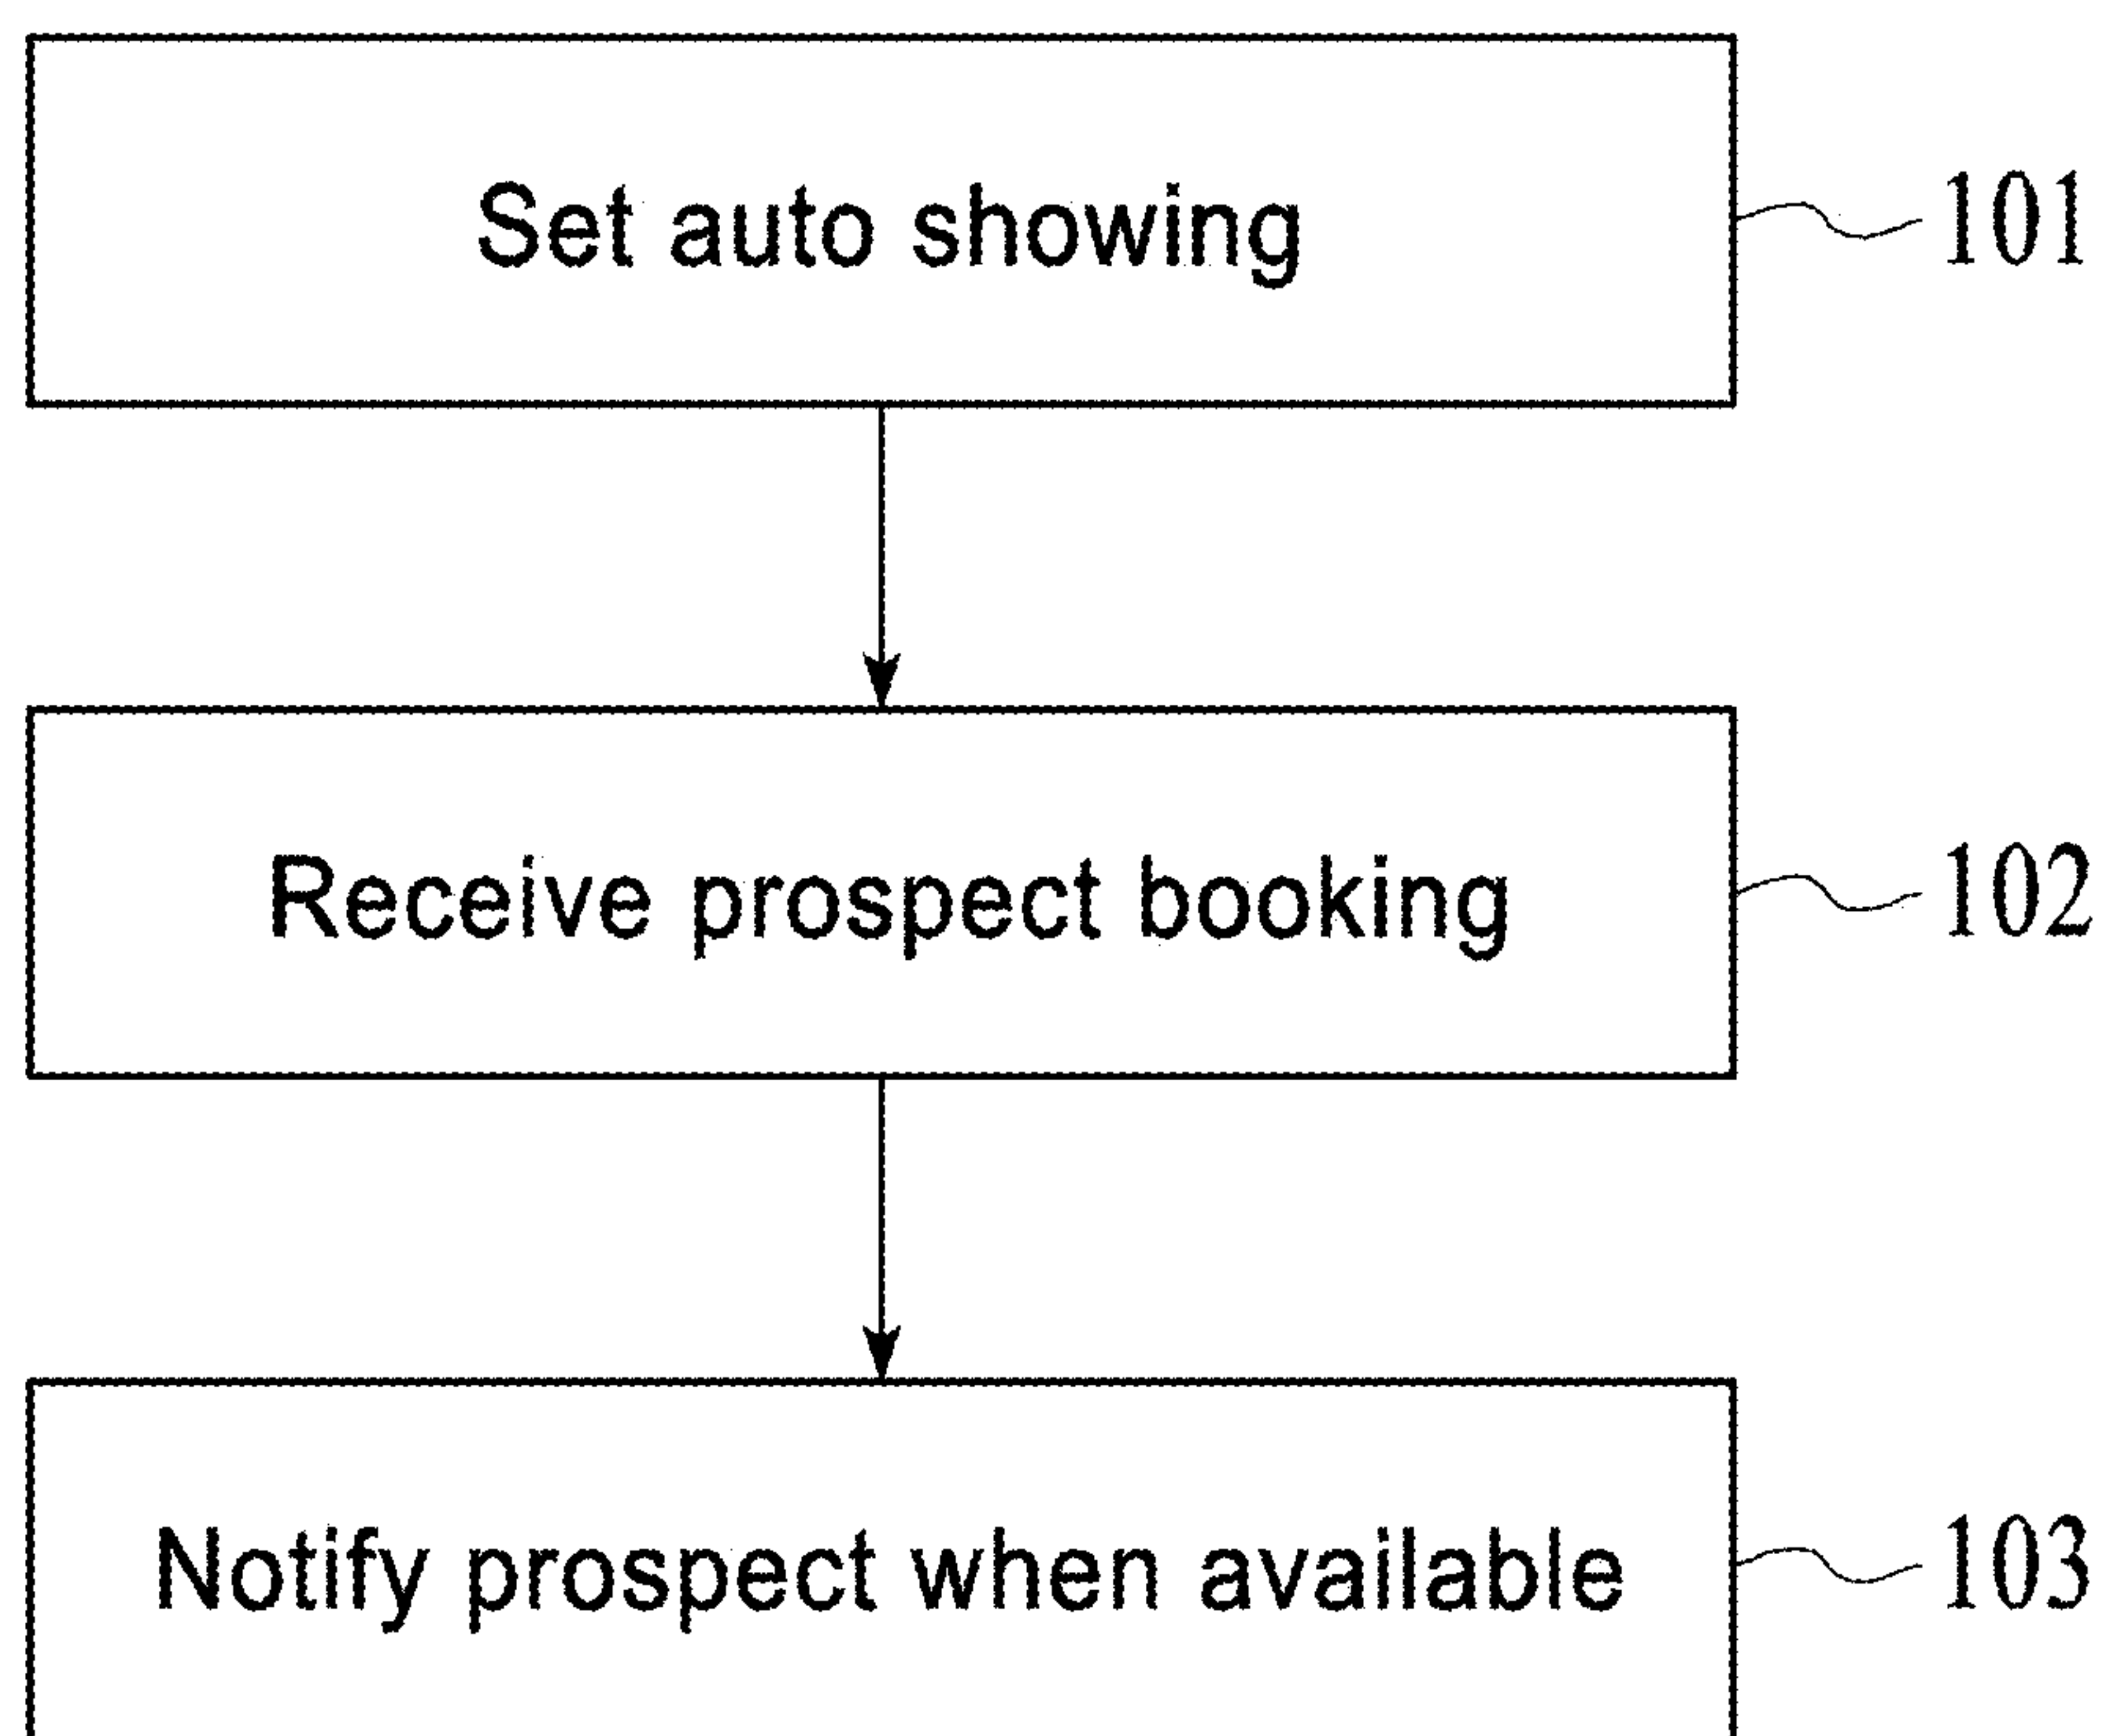 Set auto showing
101
Receive prospect booking
102
Notify prospect when available
103